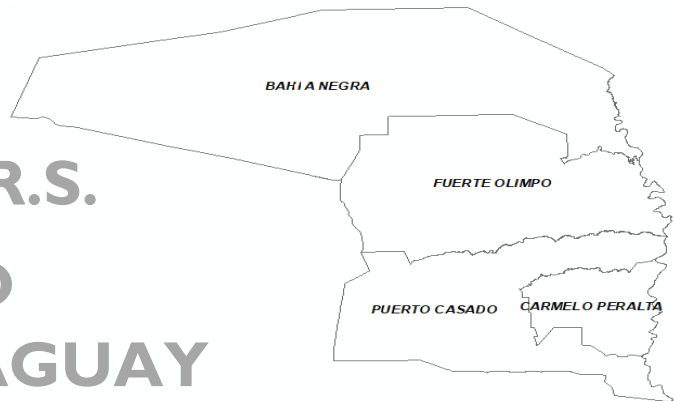 BAHIA NEGRA
R.S.
FUERTE OLIMPO
PUERTO CASADO
CARMELO PERALTA
AGUAY